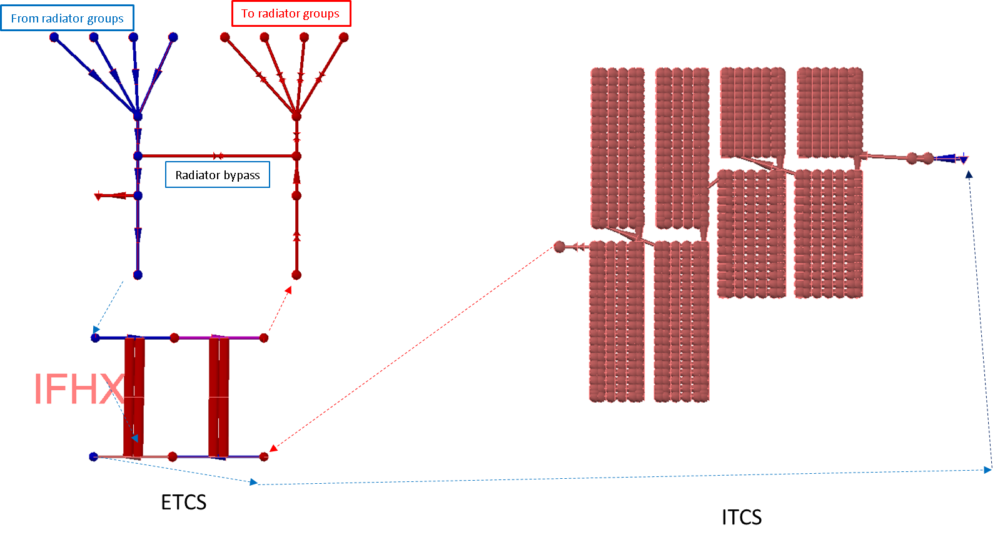 From radiator groups
To radiator groups
Radiator bypass
IFHX
ETCS
ITCS